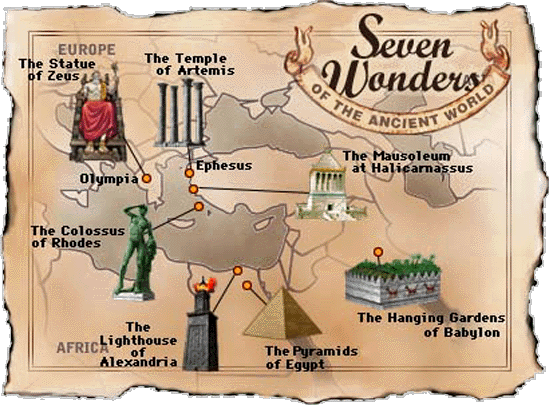 Seven
Wonders
OF THE ANCIENT WORLD
EUROPE
The Statue
of Zeus
The Temple
of Artemis
Olympia
Ephesus
The Mausoleum
at Halicarnassus
The Colossus
of Rhodes
The Hanging Gardens
of Babylon
AFRICA
The
Lighthouse
of
Alexandria
The Pyramids
of Egypt